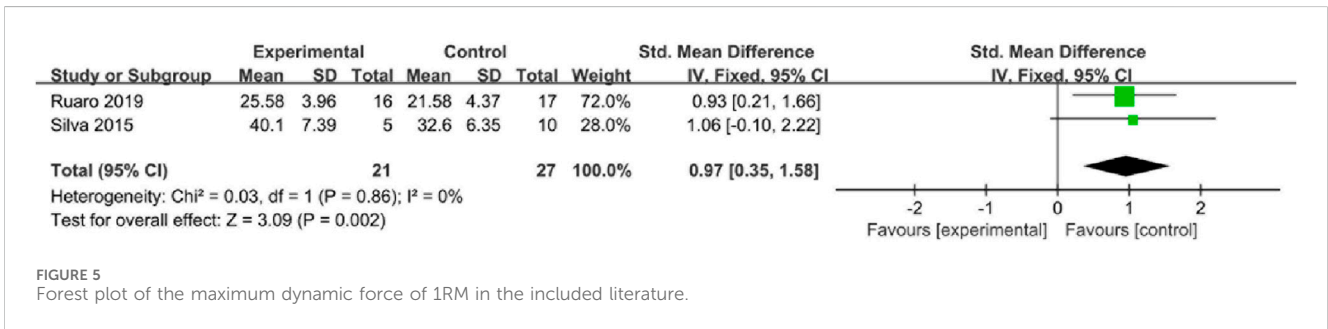 Experimental Control Std. Mean Difference Std. Mean Difference
Study or Subgroup Mean SD Total Mean SD Total Weight IV, Fixed, 95% CI IV, Fixed, 95% CI
Ruaro 2019 25.58 3.96 16 21.58 4.37 17 72.0% 0.93 [0.21, 1.66]
Silva 2015 40.1 7.39 5 32.6 6.35 10 28.0% 1.06 [-0.10, 2.22]
Total (95% CI) 21 27 100.0% 0.97 [0.35, 1.58]
Heterogeneity: Chi² = 0.03, df = 1 (P = 0.86); I² = 0%
Test for overall effect: Z = 3.09 (P = 0.002)
-2 -1 0 1 2
Favours [experimental] Favours [control]
FIGURE 5
Forest plot of the maximum dynamic force of 1RM in the included literature.